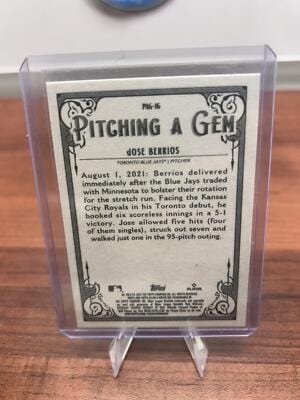 PAG-16
PITCHING A GEM
JOSE BERRIOS
TORONTO BLUE JAYS | PITCHER
August 1, 2021: Berrios delivered
immediately after the Blue Jays traded
with Minnesota to bolster their rotation
for the stretch run. Facing the Kansas
City Royals in his Toronto debut, he
booked six scoreless innings in a 5-1
victory. Jose allowed five hits (four
of them singles), struck out seven and
walked just one in the 95-pitch outing.
Topps